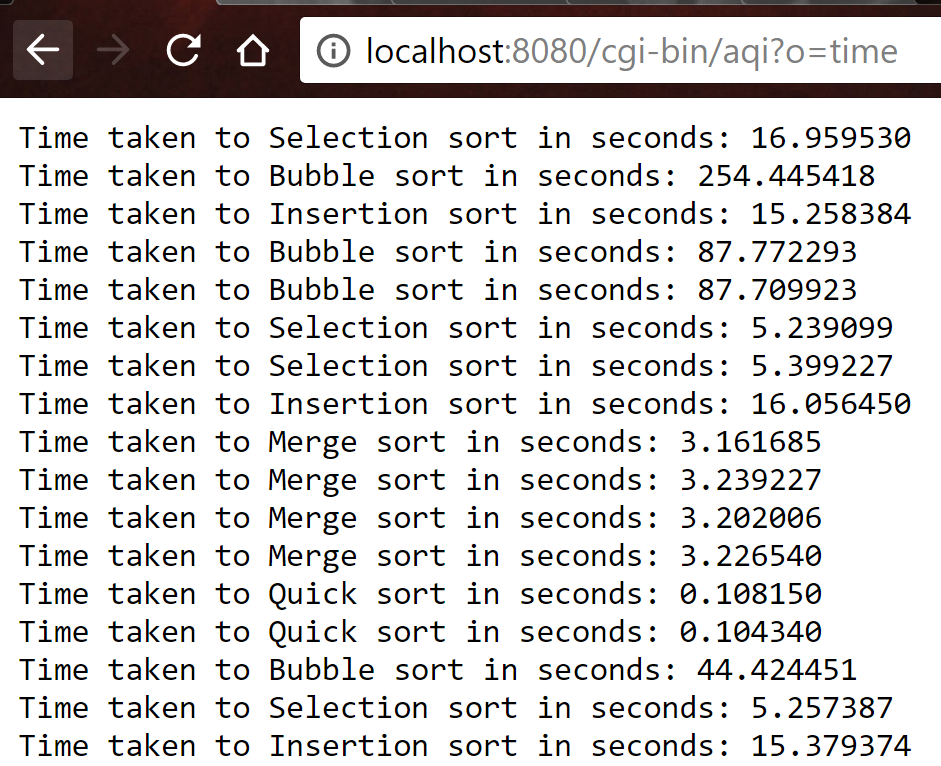 localhost:8080/cgi-bin/aqi?o=time
Time taken to Selection sort in seconds: 16.959530
Time taken to Bubble sort in seconds: 254.445418
Time taken to Insertion sort in seconds: 15.258384
Time taken to Bubble sort in seconds: 87.772293
Time taken to Bubble sort in seconds: 87.709923
Time taken to Selection sort in seconds: 5.239099
Time taken to Selection sort in seconds: 5.399227
Time taken to Insertion sort in seconds: 16.056450
Time taken to Merge sort in seconds: 3.161685
Time taken to Merge sort in seconds: 3.239227
Time taken to Merge sort in seconds: 3.202006
Time taken to Merge sort in seconds: 3.226540
Time taken to Quick sort in seconds: 0.108150
Time taken to Quick sort in seconds: 0.104340
Time taken to Bubble sort in seconds: 44.424451
Time taken to Selection sort in seconds: 5.257387
Time taken to Insertion sort in seconds: 15.379374